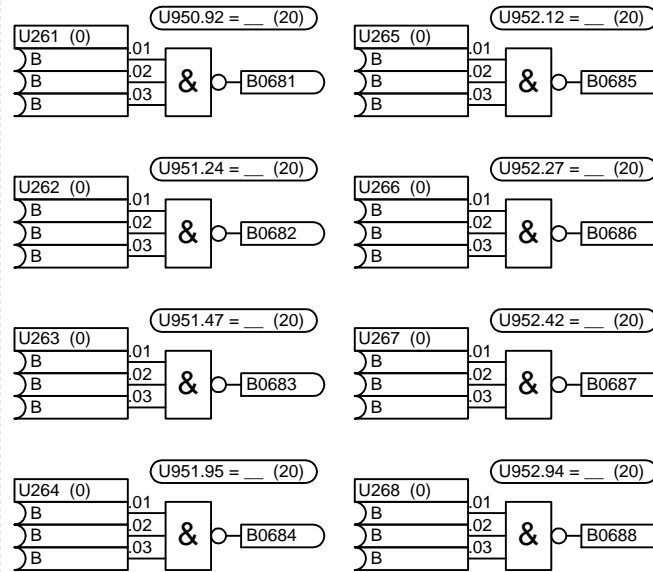 U950.92 = __ (20)
U261 (0)
B .01
B .02
B .03
&
B0681
U952.12 = __ (20)
U265 (0)
B .01
B .02
B .03
&
B0685
U951.24 = __ (20)
U262 (0)
B .01
B .02
B .03
&
B0682
U952.27 = __ (20)
U266 (0)
B .01
B .02
B .03
&
B0686
U951.47 = __ (20)
U263 (0)
B .01
B .02
B .03
&
B0683
U952.42 = __ (20)
U267 (0)
B .01
B .02
B .03
&
B0687
U951.95 = __ (20)
U264 (0)
B .01
B .02
B .03
&
B0684
U952.94 = __ (20)
U268 (0)
B .01
B .02
B .03
&
B0688